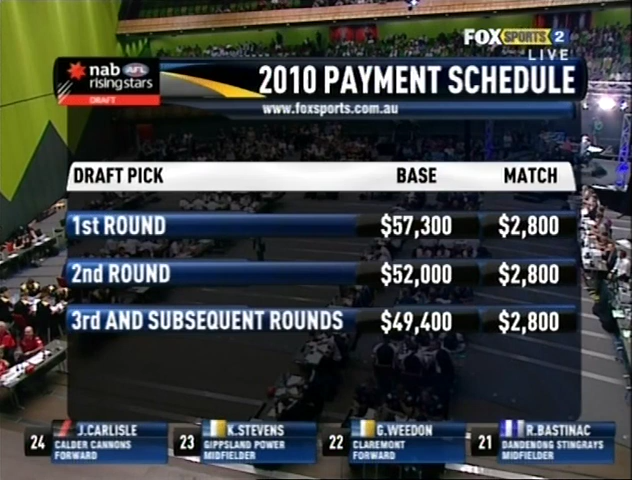 FOX SPORTS 2
LIVE
nab AFL
risingstars
DRAFT
2010 PAYMENT SCHEDULE
www.foxsports.com.au
DRAFT PICK BASE MATCH
1st ROUND $57,300 $2,800
2nd ROUND $52,000 $2,800
3rd AND SUBSEQUENT ROUNDS $49,400 $2,800
24 J.CARLISLE
CALDER CANNONS
FORWARD
23 K.STEVENS
GIPPSLAND POWER
MIDFIELDER
22 G.WEEDON
CLAREMONT
FORWARD
21 R.BASTINAC
DANDENONG STINGRAYS
MIDFIELDER